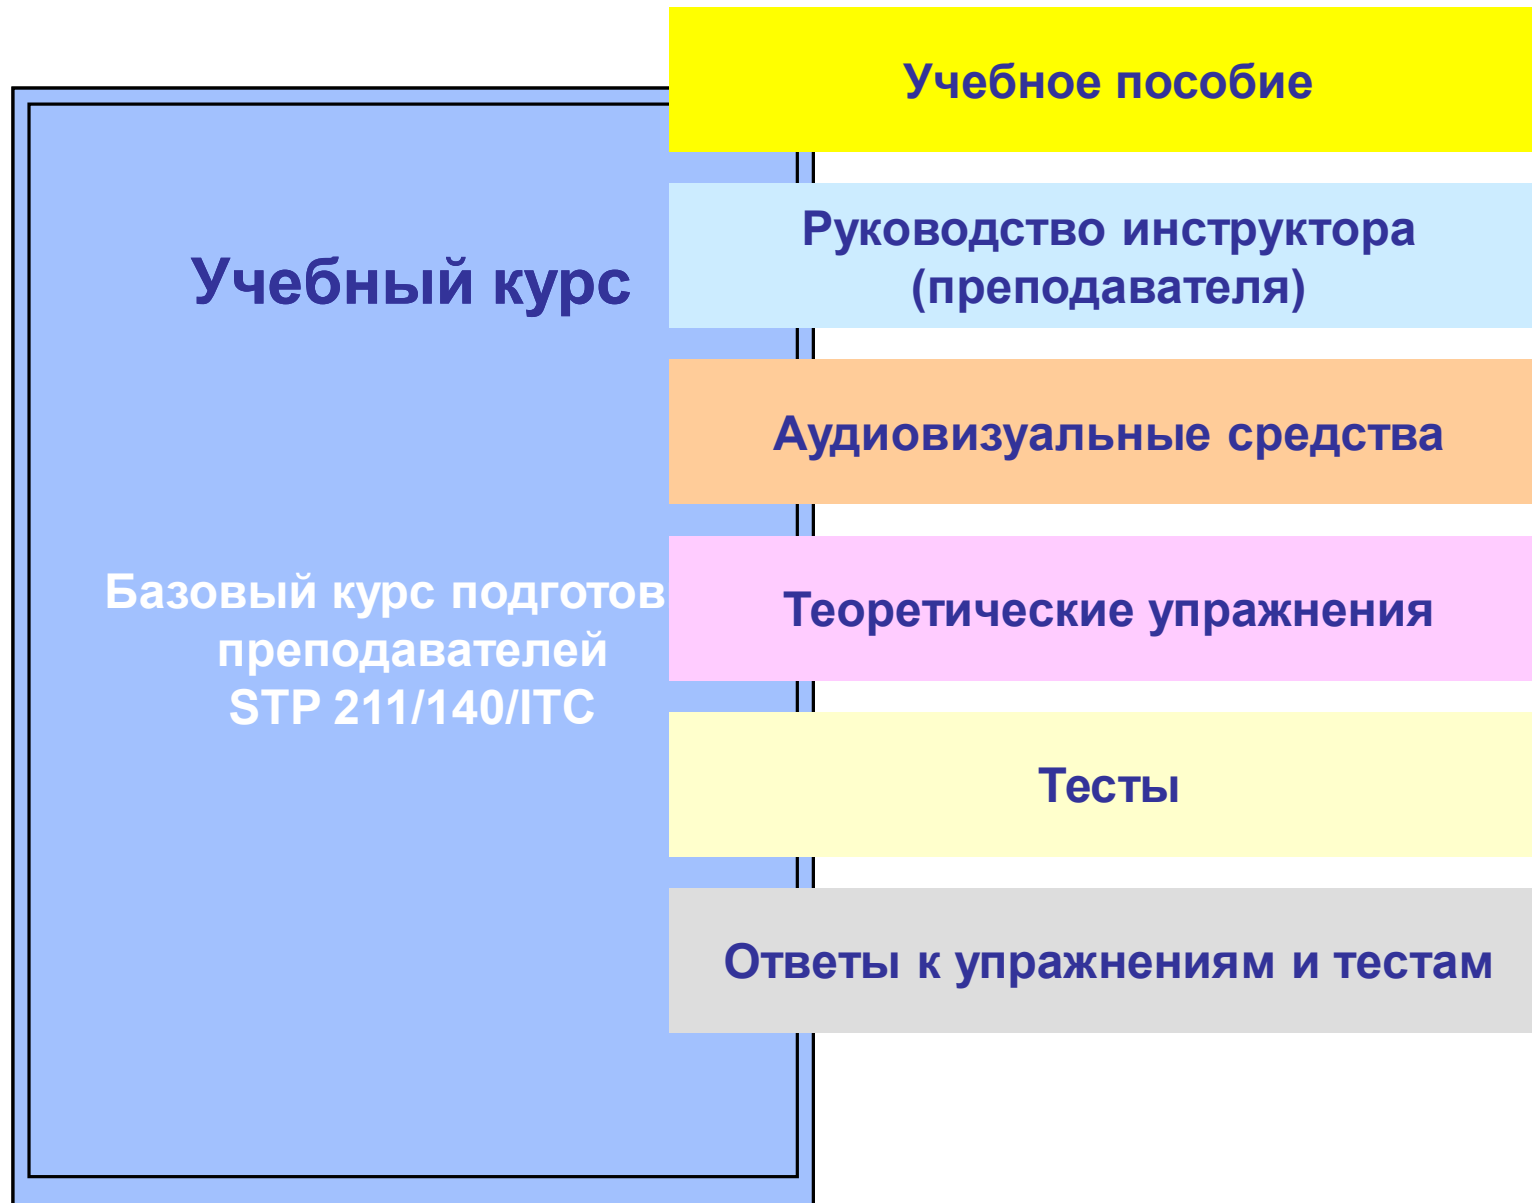 Учебный курс
Базовый курс подготов
преподавателей
STP 211/140/ITC
Учебное пособие
Руководство инструктора
(преподавателя)
Аудиовизуальные средства
Теоретические упражнения
Тесты
Ответы к упражнениям и тестам